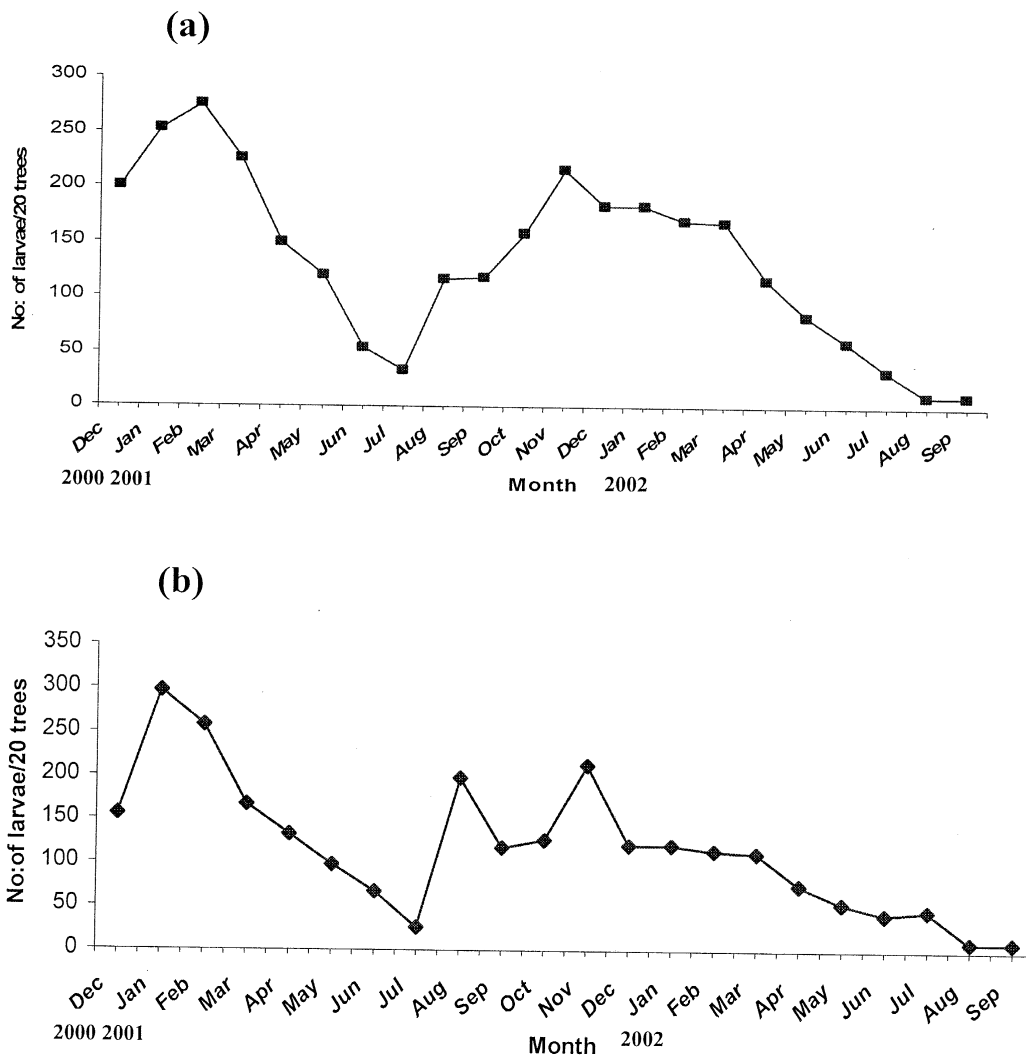 (a)
300
250
200
150
100
50
0
No: of larvae/20 trees
Dec Jan Feb Mar Apr May Jun Jul Aug Sep Oct Nov Dec Jan Feb Mar Apr May Jun Jul Aug Sep
2000 2001 Month 2002
(b)
350
300
250
200
150
100
50
0
No:of larvae/20 trees
Dec Jan Feb Mar Apr May Jun Jul Aug Sep Oct Nov Dec Jan Feb Mar Apr May Jun Jul Aug Sep
2000 2001 Month 2002